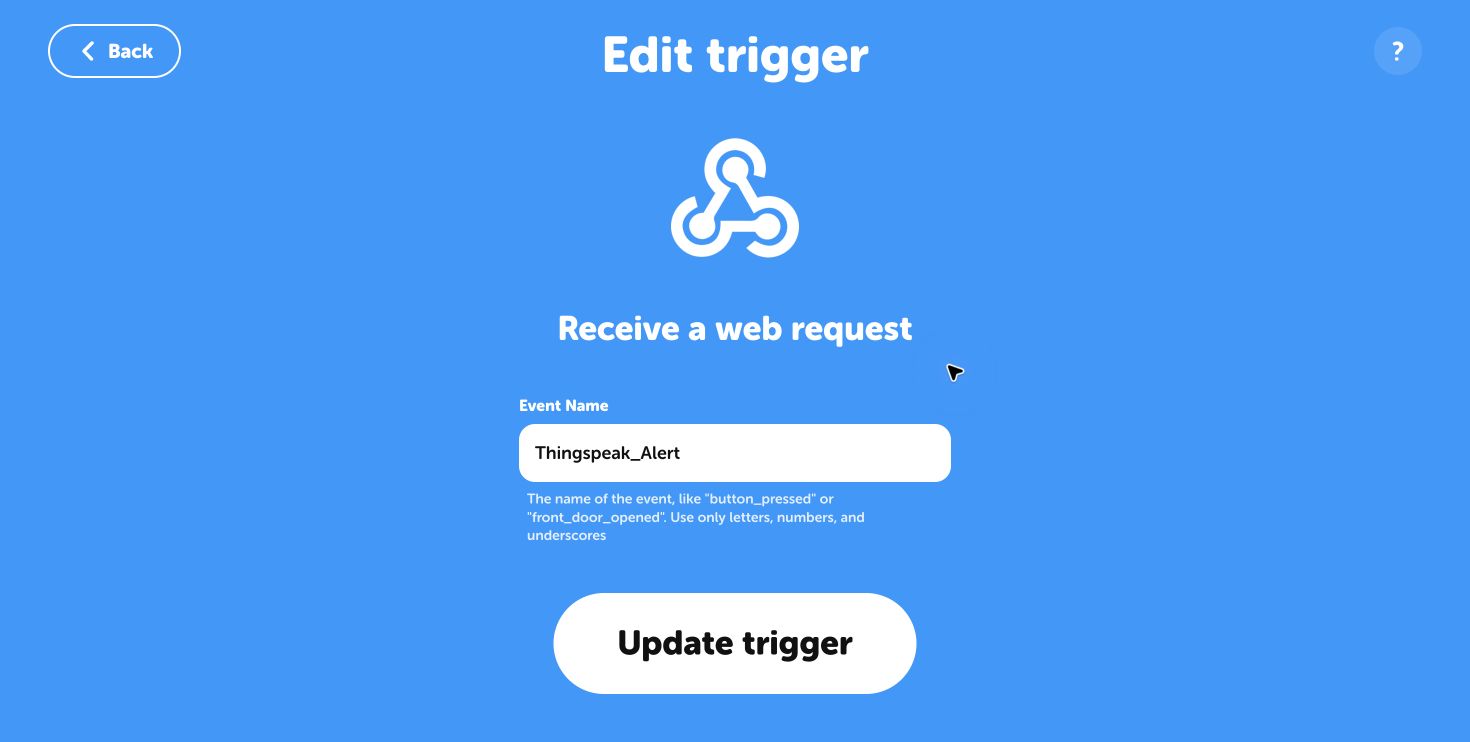 Back
Edit trigger
?
Receive a web request
Event Name
Thingspeak_Alert
The name of the event, like "button_pressed" or
"front_door_opened". Use only letters, numbers, and
underscores
Update trigger